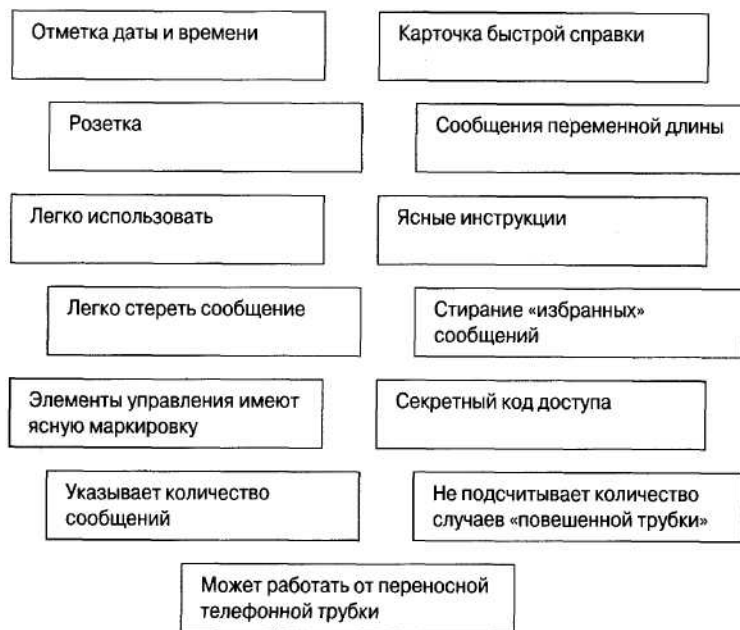 Отметка даты и времени
Карточка быстрой справки
Розетка
Сообщения переменной длины
Легко использовать
Ясные инструкции
Легко стереть сообщение
Стирание «избранных»
сообщений
Элементы управления имеют
ясную маркировку
Секретный код доступа
Указывает количество
сообщений
Не подсчитывает количество
случаев «повешенной трубки»
Может работать от переносной
телефонной трубки